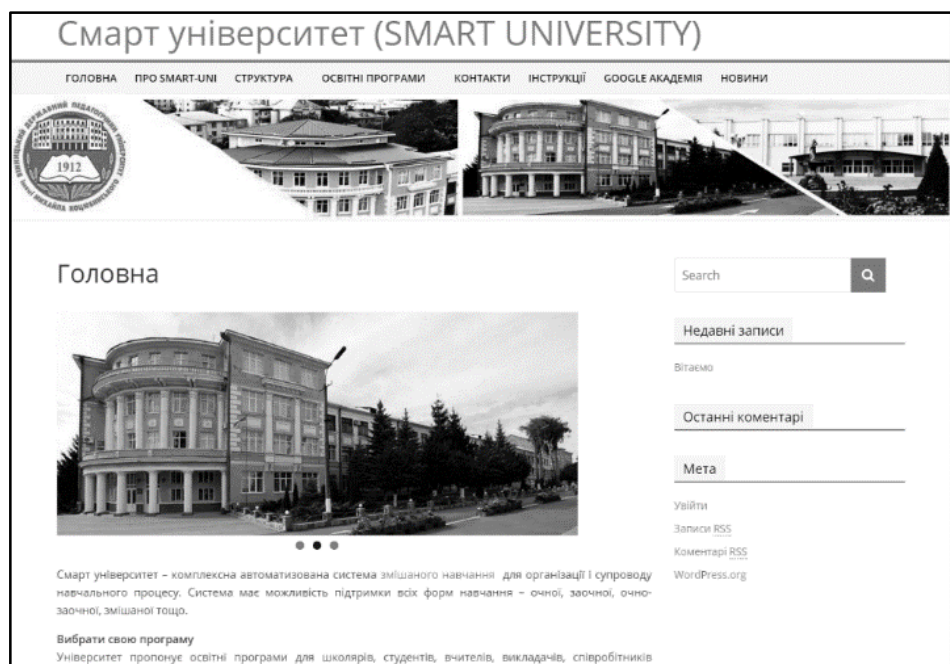 Смарт університет (SMART UNIVERSITY)
ГОЛОВНА ПРО SMART-UNI СТРУКТУРА ОСВІТНІ ПРОГРАМИ КОНТАКТИ ІНСТРУКЦІЇ GOOGLE АКАДЕМІЯ НОВИНИ
1912
Головна
Search
Недавні записи
Вітаємо
Останні коментарі
Мета
Увійти
Записи RSS
Коментарі RSS
WordPress.org
Смарт університет – комплексна автоматизована система змішаного навчання для організації і супроводу
навчального процесу. Система має можливість підтримки всіх форм навчання – очної, заочної, очно-
заочної, змішаної тощо.
Вибрати свою програму
Університет пропонує освітні програми для школярів, студентів, вчителів, викладачів, співробітників